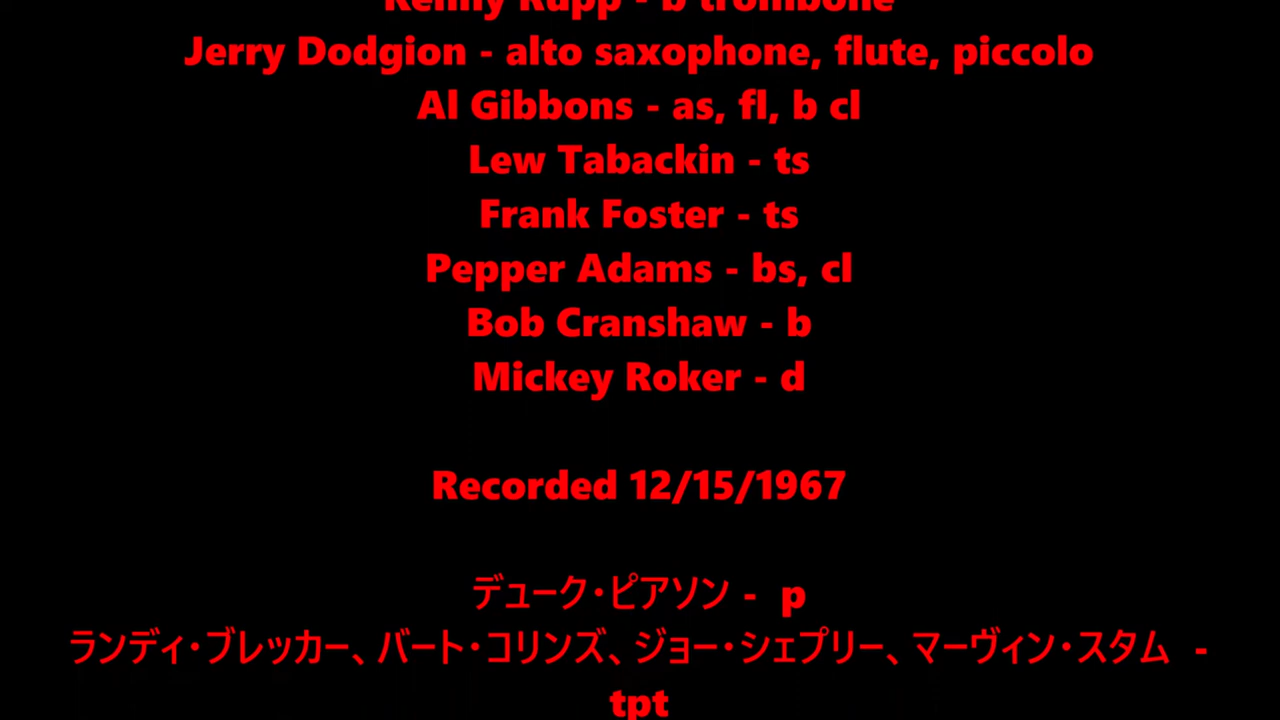 Kenny Rupp - b trombone
Jerry Dodgion - alto saxophone, flute, piccolo
Al Gibbons - as, fl, b cl
Lew Tabackin - ts
Frank Foster - ts
Pepper Adams - bs, cl
Bob Cranshaw - b
Mickey Roker - d
Recorded 12/15/1967
デューク・ピアソン - p
ランディ・ブレッカー、バート・コリンズ、ジョー・シェプリー、マーヴィン・スタム -
tpt